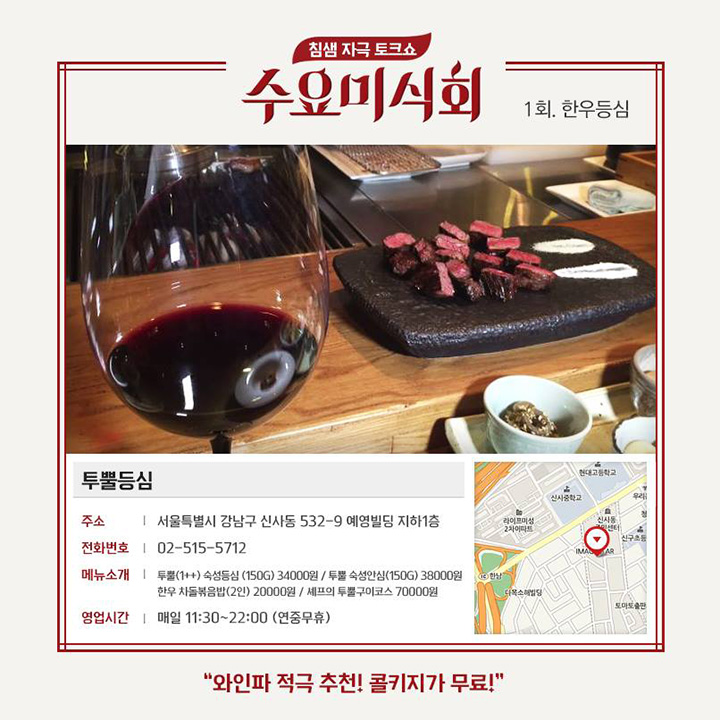 침샘 자극 토크쇼
수요미식회
1회. 한우등심
투뿔등심
주소 | 서울특별시 강남구 신사동 532-9 예영빌딩 지하1층
전화번호 | 02-515-5712
메뉴소개 | 투뿔(1++) 숙성등심 (150G) 34000원 / 투뿔 숙성안심(150G) 38000원
한우 차돌볶음밥(2인) 20000원 / 셰프의 투뿔구이코스 70000원
영업시간 | 매일 11:30~22:00 (연중무휴)
현대고등학교
신사중학교
우리
라이프미성
2차아파트
신사동
신구초등
한남
다목소해빌딩
토마토출판
“와인파 적극 추천! 콜키지가 무료!”